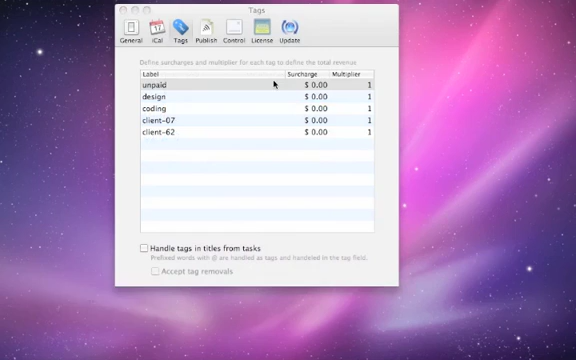 Tags
General iCal Tags Publish Control License Update
Define surcharges and multiplier for each tag to define the total revenue
Label Surcharge Multiplier
unpaid $ 0.00 1
design $ 0.00 1
coding $ 0.00 1
client-07 $ 0.00 1
client-62 $ 0.00 1
Handle tags in titles from tasks
Prefixed words with @ are handled as tags and handeled in the tag field.
Accept tag removals